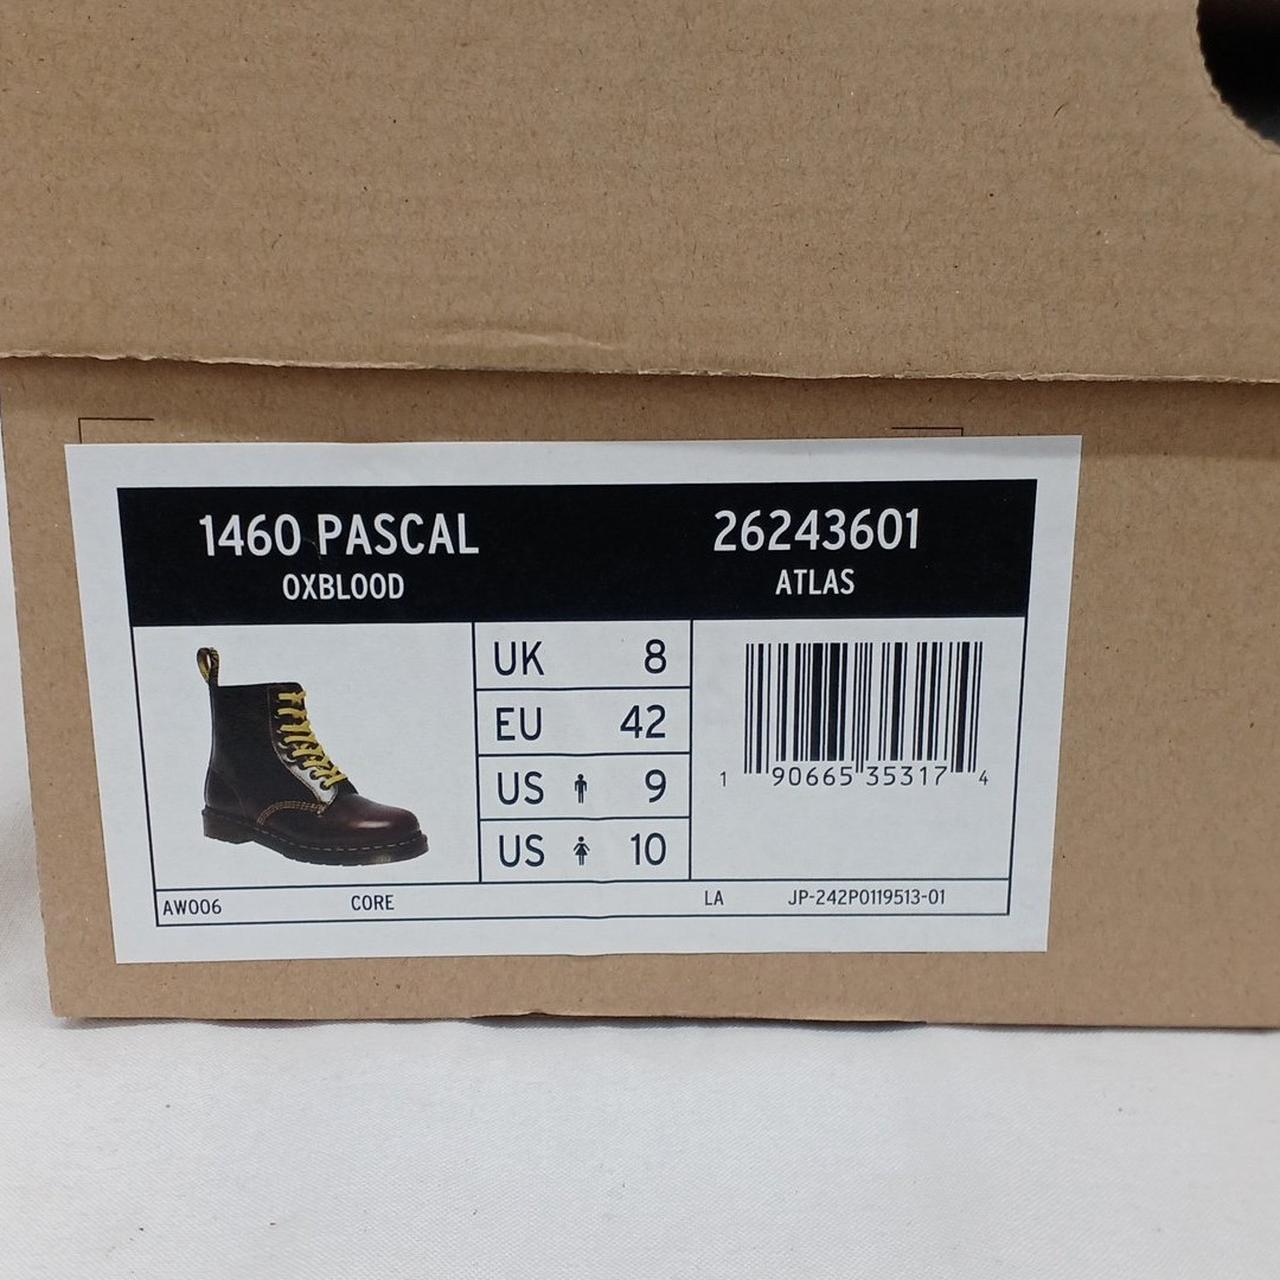 1460 PASCAL
OXBLOOD
26243601
ATLAS
UK 8
EU 42
US 9
US 10
1 90665 35317 4
AW006 CORE LA JP-242P0119513-01